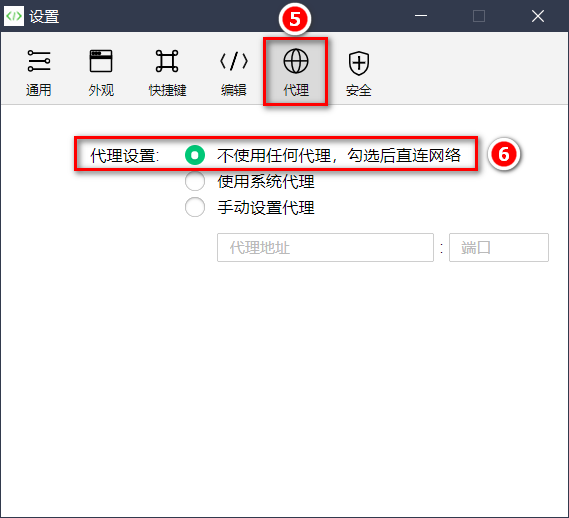 设置
5
通用
外观
快捷键
编辑
代理
安全
代理设置:
不使用任何代理，勾选后直连网络
6
使用系统代理
手动设置代理
代理地址 : 端口